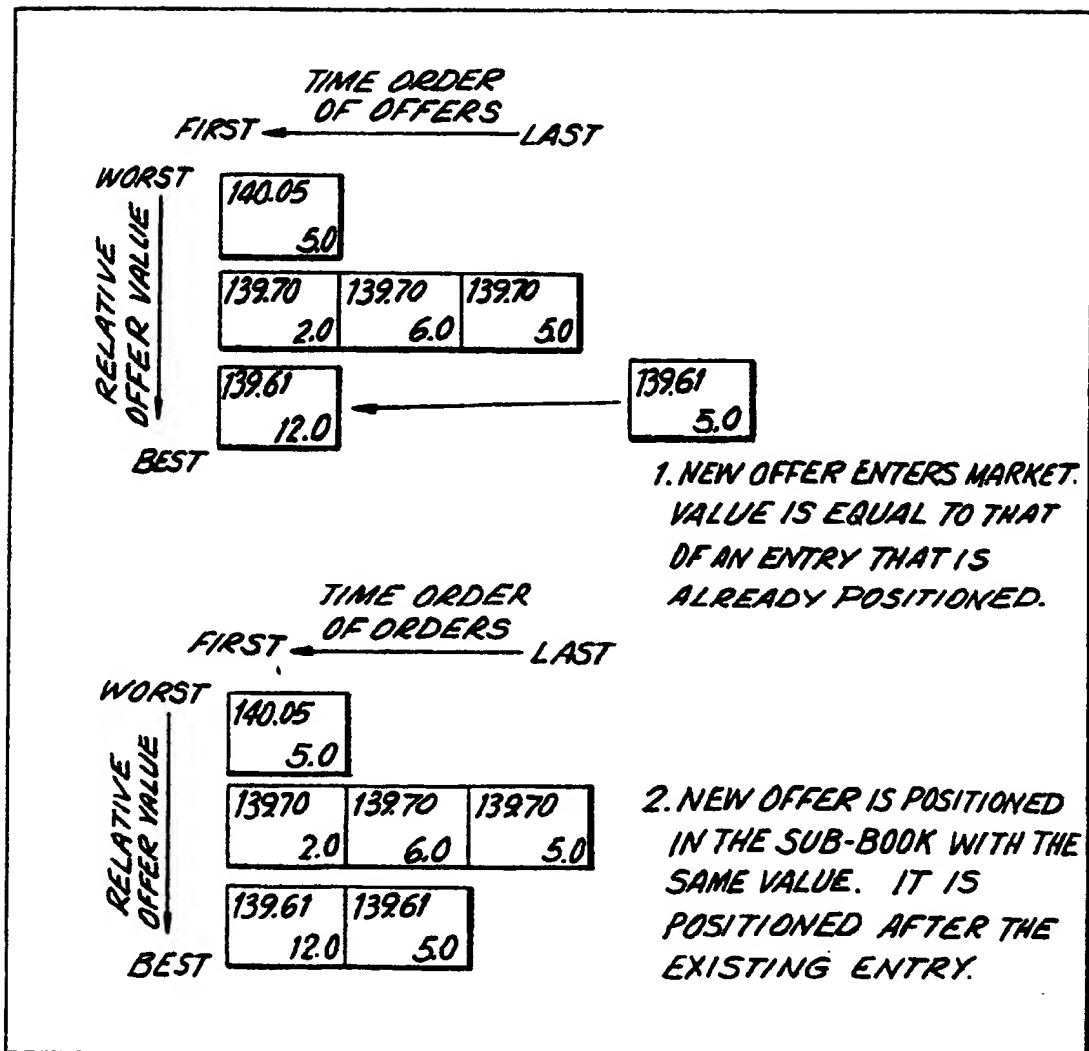 TIME ORDER
OF OFFERS
FIRST LAST
WORST
RELATIVE
OFFER VALUE
BEST
140.05
5.0
139.70 139.70 139.70
2.0 6.0 5.0
139.61 139.61
12.0 5.0
1. NEW OFFER ENTERS MARKET.
VALUE IS EQUAL TO THAT
OF AN ENTRY THAT IS
ALREADY POSITIONED.
TIME ORDER
OF ORDERS
FIRST LAST
WORST
RELATIVE
OFFER VALUE
BEST
140.05
5.0
139.70 139.70 139.70
2.0 6.0 5.0
139.61 139.61
12.0 5.0
2. NEW OFFER IS POSITIONED
IN THE SUB-BOOK WITH THE
SAME VALUE. IT IS
POSITIONED AFTER THE
EXISTING ENTRY.